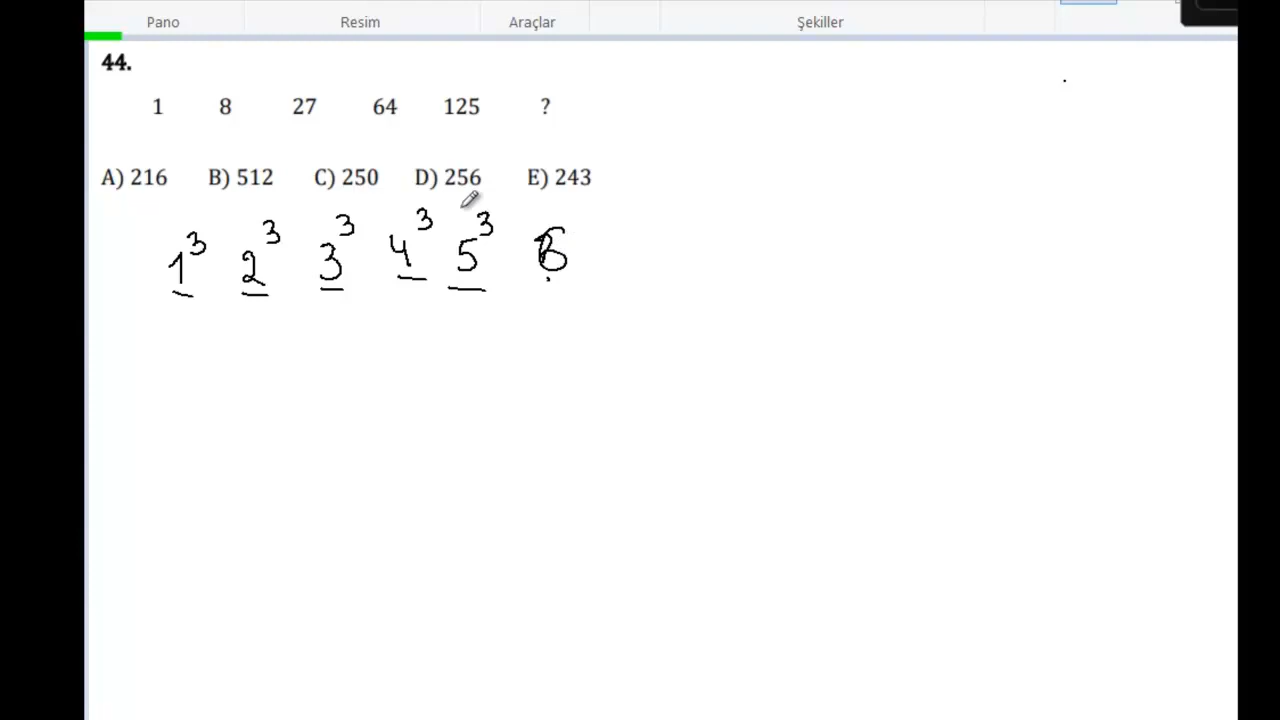 Pano Resim Araçlar Şekiller
44.
1 8 27 64 125 ?
A) 216 B) 512 C) 250 D) 256 E) 243
1³ 2³ 3³ 4³ 5³ 6